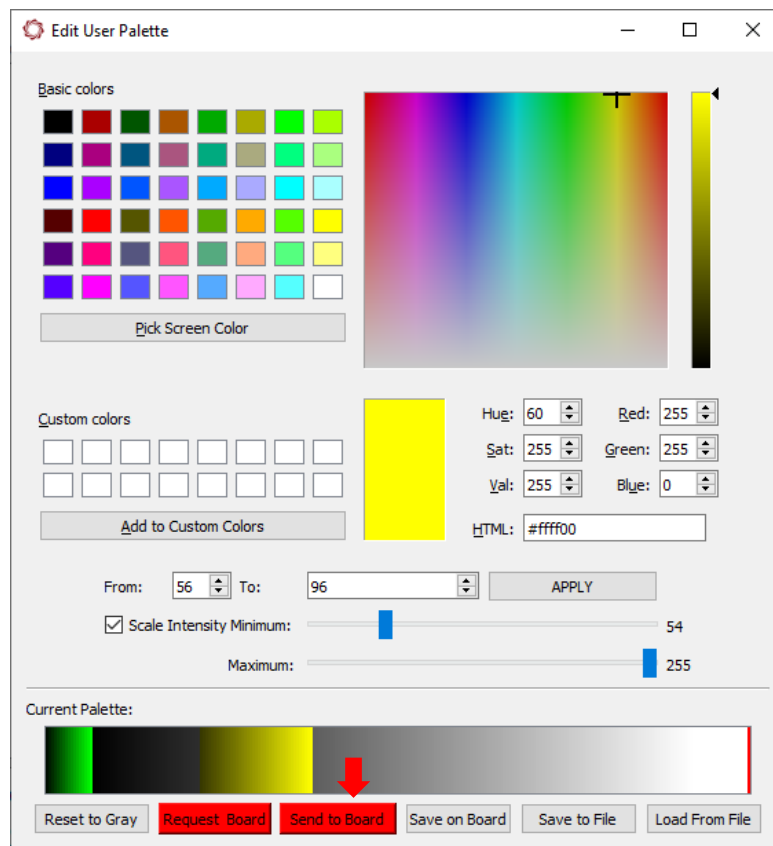 Edit User Palette
Basic colors
Pick Screen Color
Custom colors
Add to Custom Colors
Hue: 60 Red: 255
Sat: 255 Green: 255
Val: 255 Blue: 0
HTML: #ffff00
From: 56 To: 96 APPLY
Scale Intensity Minimum: 54
Maximum: 255
Current Palette:
Reset to Gray Request Board Send to Board Save on Board Save to File Load From File